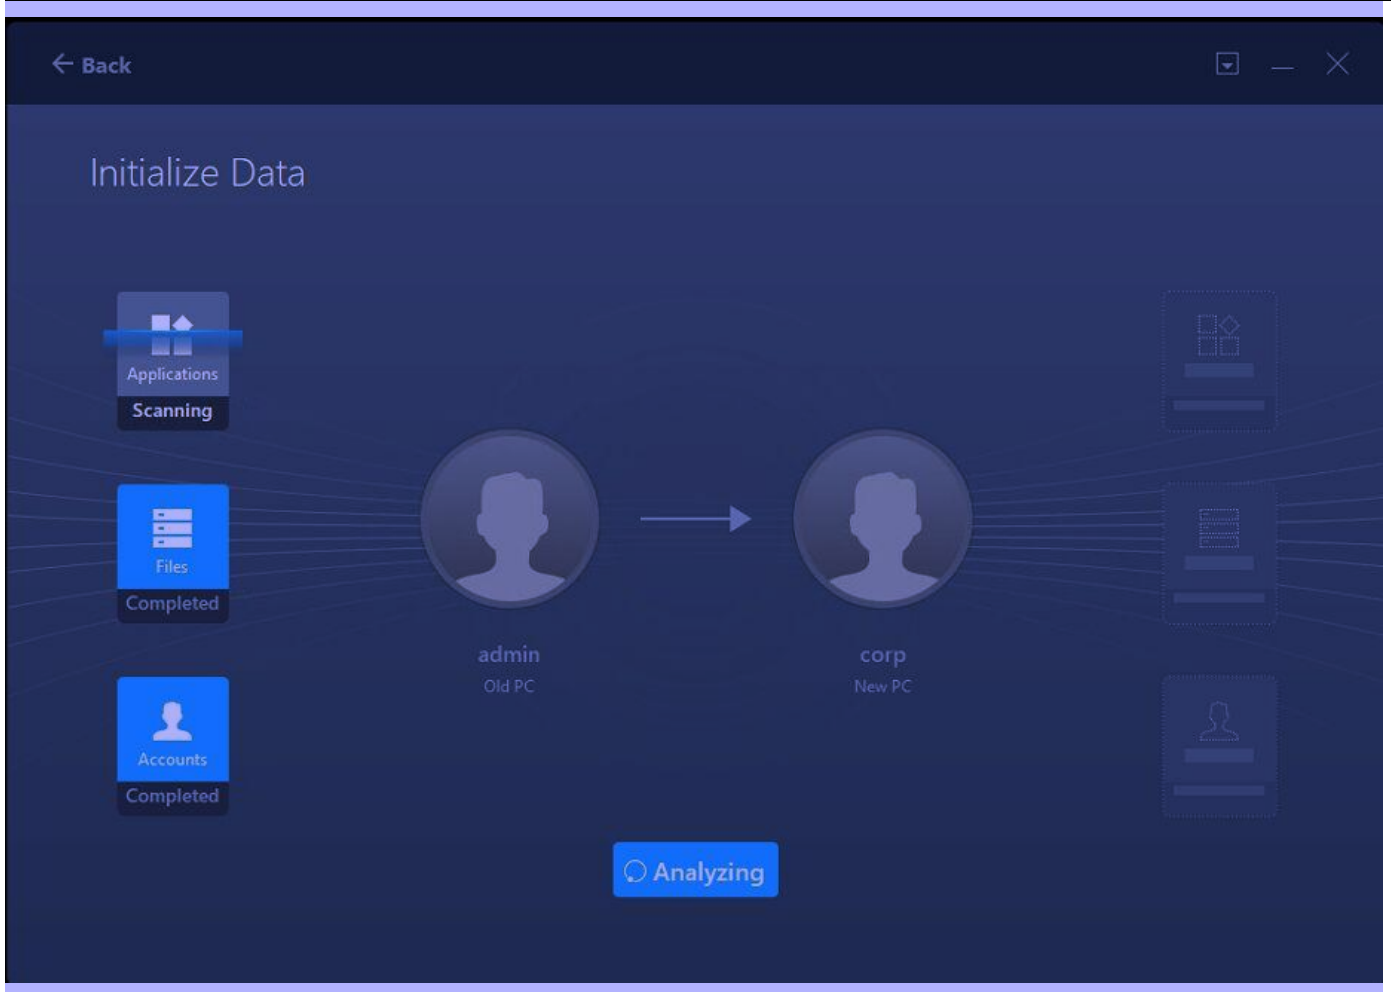 Back
Initialize Data
Applications
Scanning
Files
Completed
Accounts
Completed
admin
Old PC
corp
New PC
Analyzing